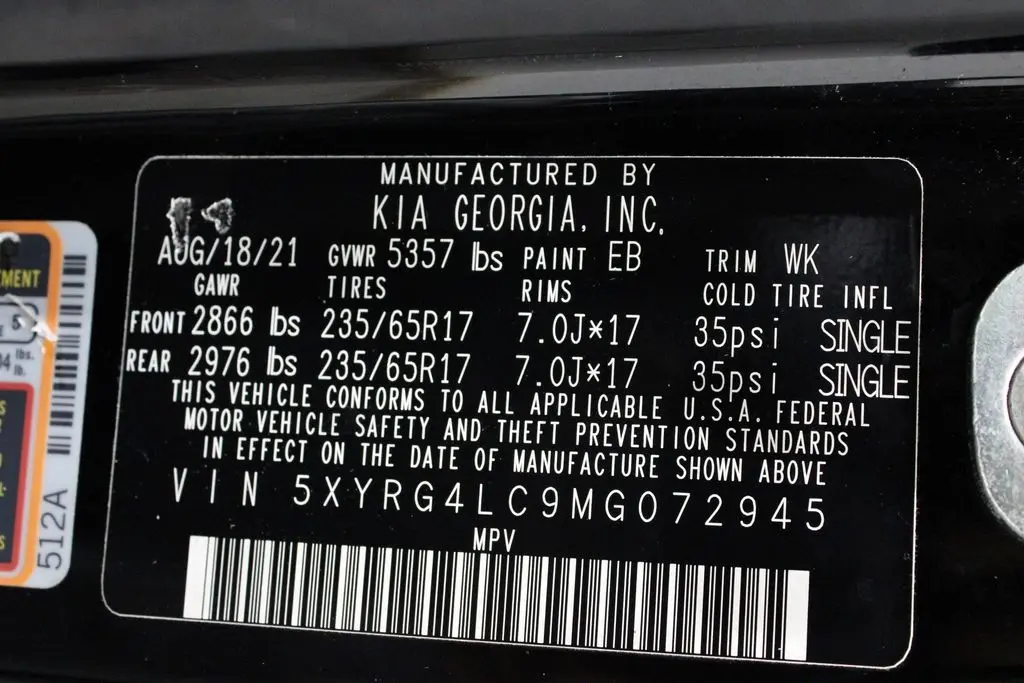 MANUFACTURED BY
KIA GEORGIA, INC.
AUG/18/21 GVWR 5357 lbs PAINT EB TRIM WK
GAWR TIRES RIMS COLD TIRE INFL
FRONT 2866 lbs 235/65R17 7.0J*17 35psi SINGLE
REAR 2976 lbs 235/65R17 7.0J*17 35psi SINGLE
THIS VEHICLE CONFORMS TO ALL APPLICABLE U.S.A. FEDERAL
MOTOR VEHICLE SAFETY AND THEFT PREVENTION STANDARDS
IN EFFECT ON THE DATE OF MANUFACTURE SHOWN ABOVE
VIN 5XYRG4LC9MG072945
MPV
512A